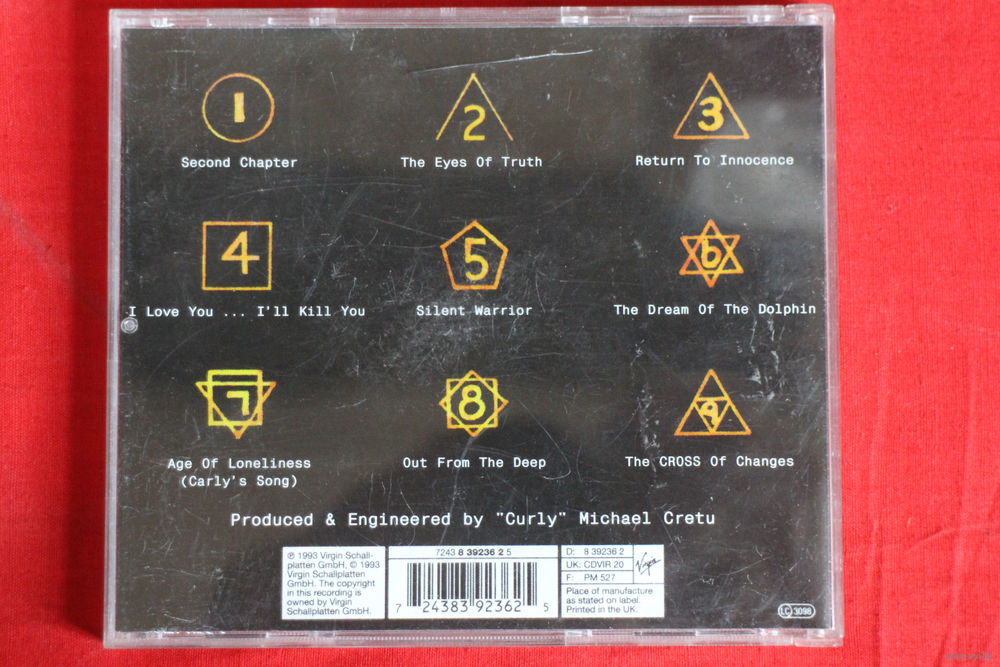 1
Second Chapter
2
The Eyes Of Truth
3
Return To Innocence
4
I Love You ... I'll Kill You
5
Silent Warrior
6
The Dream Of The Dolphin
7
Age Of Loneliness
(Carly's Song)
8
Out From The Deep
9
The CROSS Of Changes
Produced & Engineered by "Curly" Michael Cretu
℗ 1993 Virgin Schall-
platten GmbH, © 1993
Virgin Schallplatten
GmbH. The copyright
in this recording is
owned by Virgin
Schallplatten GmbH.
7243 8 39236 2 5
7 24383 92362 5
D: 8 39236 2
UK: CDVIR 20
F: PM 527
Virgin
Place of manufacture
as stated on label.
Printed in the UK.
LC 3098